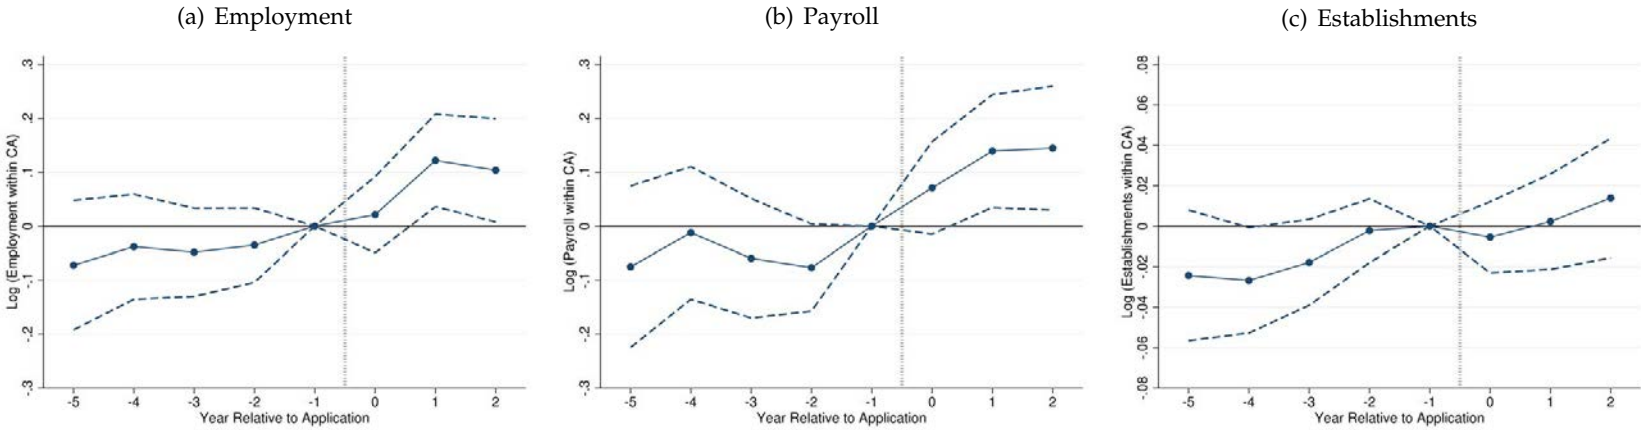 (a) Employment
Log (Employment within CA)
.3
.2
.1
0
-.1
-.2
-.3
-5 -4 -3 -2 -1 0 1 2
Year Relative to Application
(b) Payroll
Log (Payroll within CA)
.3
.2
.1
0
-.1
-.2
-.3
-5 -4 -3 -2 -1 0 1 2
Year Relative to Application
(c) Establishments
Log (Establishments within CA)
.08
.06
.04
.02
0
-.02
-.04
-.06
-.08
-5 -4 -3 -2 -1 0 1 2
Year Relative to Application